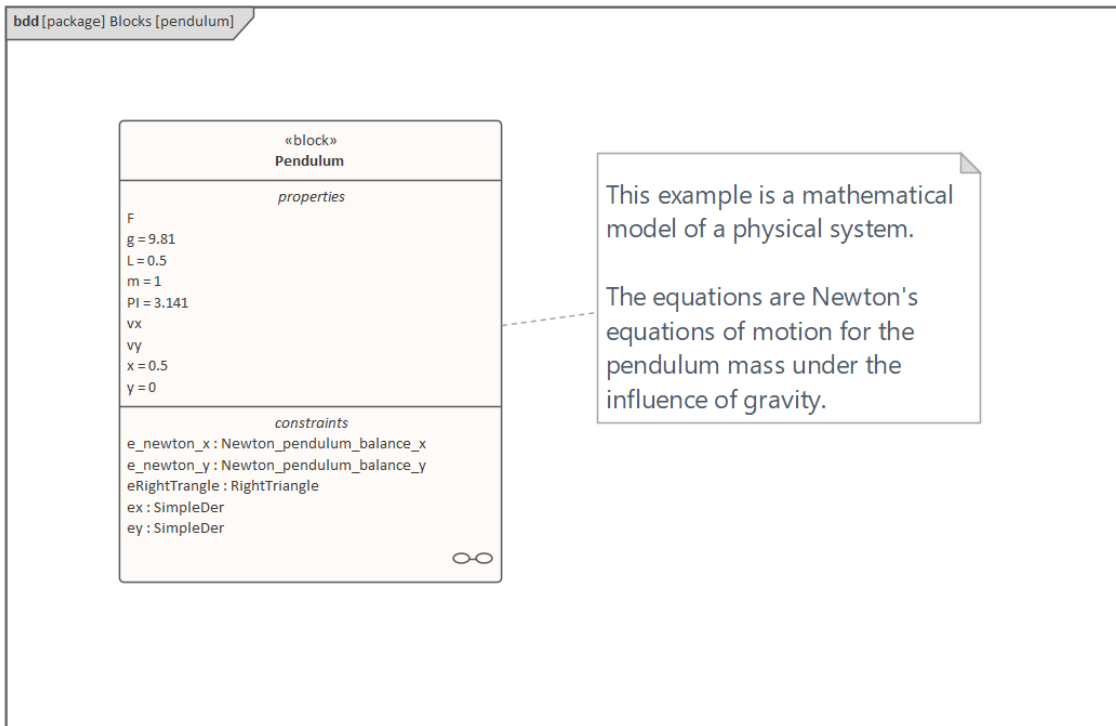 bdd [package] Blocks [pendulum]
«block»
Pendulum
properties
F
g = 9.81
L = 0.5
m = 1
PI = 3.141
vx
vy
x = 0.5
y = 0
constraints
e_newton_x : Newton_pendulum_balance_x
e_newton_y : Newton_pendulum_balance_y
eRightTrangle : RightTriangle
ex : SimpleDer
ey : SimpleDer
This example is a mathematical
model of a physical system.
The equations are Newton's
equations of motion for the
pendulum mass under the
influence of gravity.